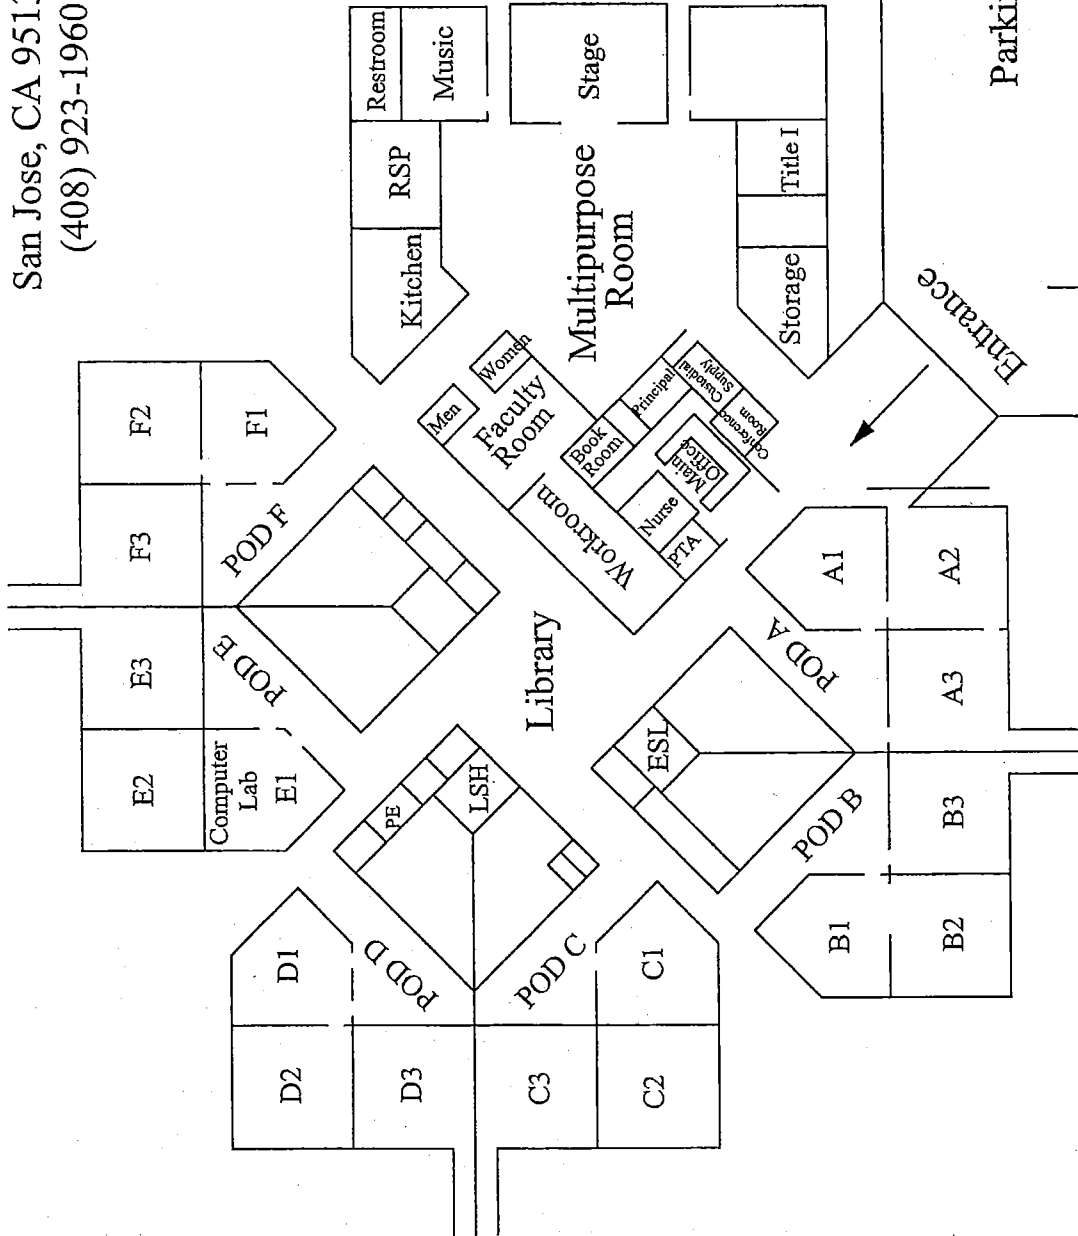 San Jose, CA 9513
(408) 923-1960
Restroom
Music
Stage
RSP
Kitchen
Multipurpose
Room
Title I
Storage
Parki
Entrance
F2
F1
F3
POD F
E3
POD E
E2
Computer
Lab
E1
Women
Men
Faculty
Room
Book
Room
Principal
Custodial
Supply
Conference
Room
Main
Office
Nurse
PTA
Workroom
Library
A1
A2
A3
POD A
ESL
POD B
B3
B1
B2
PE
LSH
D1
D2
D3
POD D
POD C
C1
C2
C3